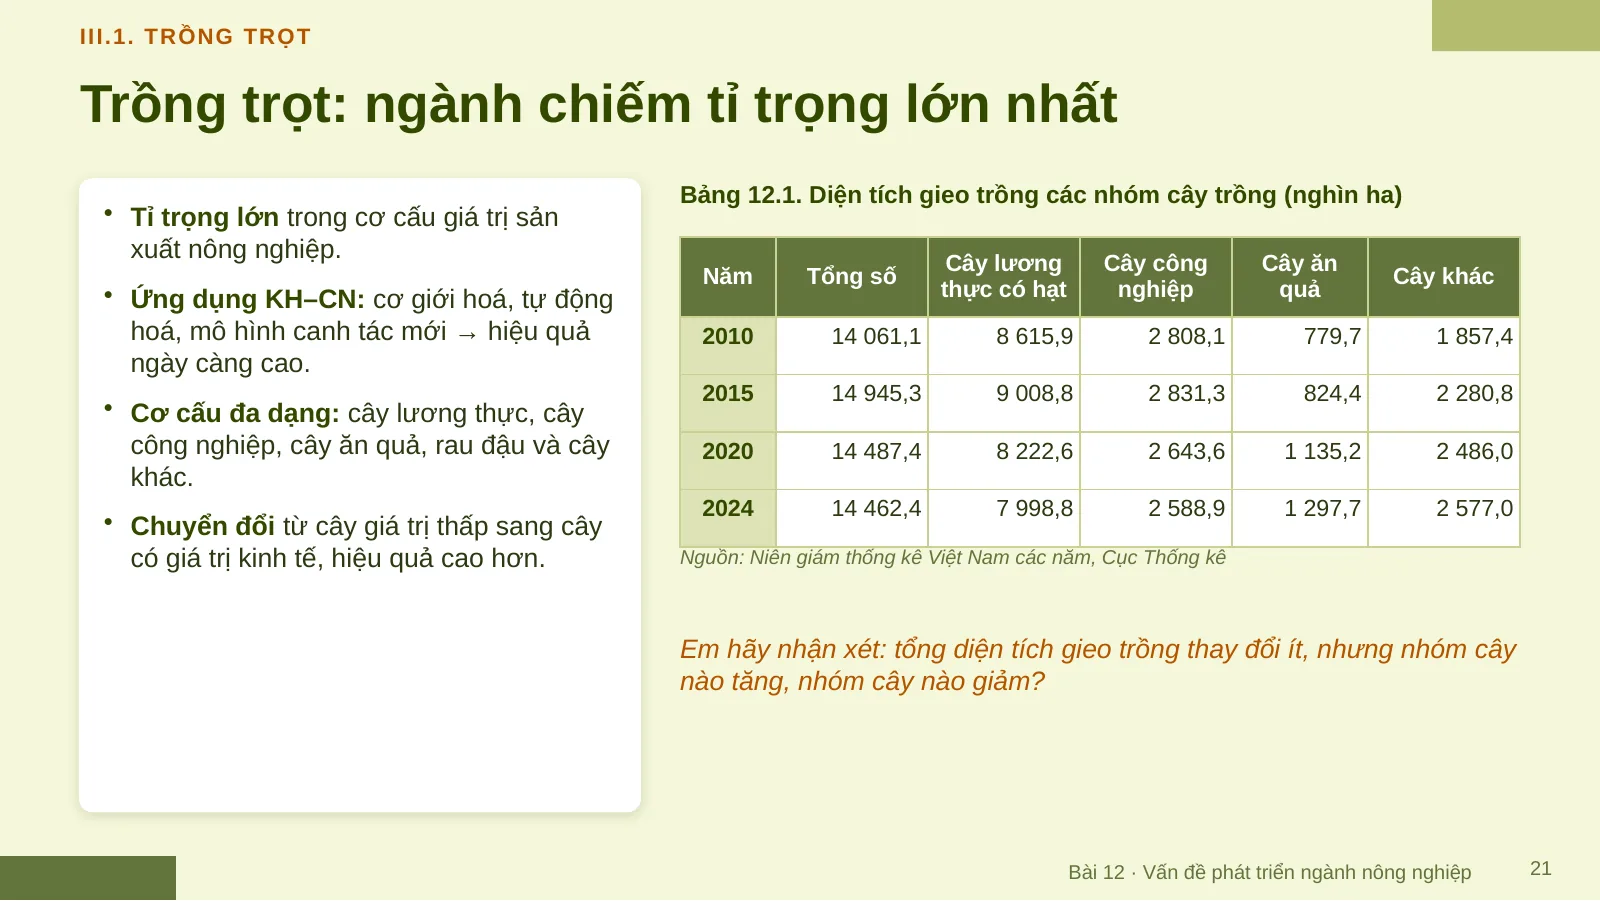 III.1. TRỒNG TRỌT
Trồng trọt: ngành chiếm tỉ trọng lớn nhất
• Tỉ trọng lớn trong cơ cấu giá trị sản
xuất nông nghiệp.
• Ứng dụng KH–CN: cơ giới hoá, tự động
hoá, mô hình canh tác mới → hiệu quả
ngày càng cao.
• Cơ cấu đa dạng: cây lương thực, cây
công nghiệp, cây ăn quả, rau đậu và cây
khác.
• Chuyển đổi từ cây giá trị thấp sang cây
có giá trị kinh tế, hiệu quả cao hơn.
Bảng 12.1. Diện tích gieo trồng các nhóm cây trồng (nghìn ha)
Năm Tổng số Cây lương thực có hạt Cây công nghiệp Cây ăn quả Cây khác
2010 14 061,1 8 615,9 2 808,1 779,7 1 857,4
2015 14 945,3 9 008,8 2 831,3 824,4 2 280,8
2020 14 487,4 8 222,6 2 643,6 1 135,2 2 486,0
2024 14 462,4 7 998,8 2 588,9 1 297,7 2 577,0
Nguồn: Niên giám thống kê Việt Nam các năm, Cục Thống kê
Em hãy nhận xét: tổng diện tích gieo trồng thay đổi ít, nhưng nhóm cây
nào tăng, nhóm cây nào giảm?
Bài 12 · Vấn đề phát triển ngành nông nghiệp 21